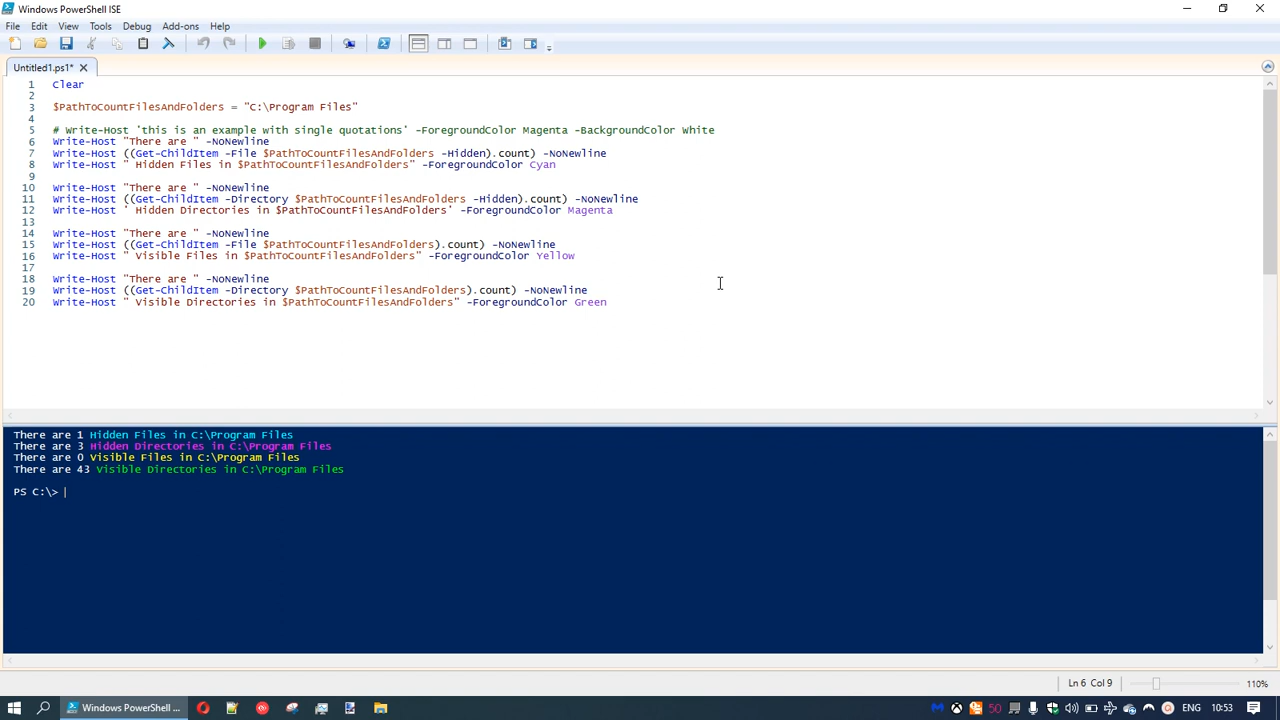 Windows PowerShell ISE
File Edit View Tools Debug Add-ons Help
Untitled1.ps1*
1 Clear
2
3 $PathToCountFilesAndFolders = "C:\Program Files"
4
5 # Write-Host 'this is an example with single quotations' -ForegroundColor Magenta -BackgroundColor White
6 Write-Host "There are " -NoNewline
7 Write-Host ((Get-ChildItem -File $PathToCountFilesAndFolders -Hidden).count) -NoNewline
8 Write-Host " Hidden Files in $PathToCountFilesAndFolders" -ForegroundColor Cyan
9
10 Write-Host "There are " -NoNewline
11 Write-Host ((Get-ChildItem -Directory $PathToCountFilesAndFolders -Hidden).count) -NoNewline
12 Write-Host ' Hidden Directories in $PathToCountFilesAndFolders' -ForegroundColor Magenta
13
14 Write-Host "There are " -NoNewline
15 Write-Host ((Get-ChildItem -File $PathToCountFilesAndFolders).count) -NoNewline
16 Write-Host " Visible Files in $PathToCountFilesAndFolders" -ForegroundColor Yellow
17
18 Write-Host "There are " -NoNewline
19 Write-Host ((Get-ChildItem -Directory $PathToCountFilesAndFolders).count) -NoNewline
20 Write-Host " Visible Directories in $PathToCountFilesAndFolders" -ForegroundColor Green
There are 1 Hidden Files in C:\Program Files
There are 3 Hidden Directories in C:\Program Files
There are 0 Visible Files in C:\Program Files
There are 43 Visible Directories in C:\Program Files
PS C:\>
Ln 6 Col 9 110%
Windows PowerShell ... 50 ENG 10:53